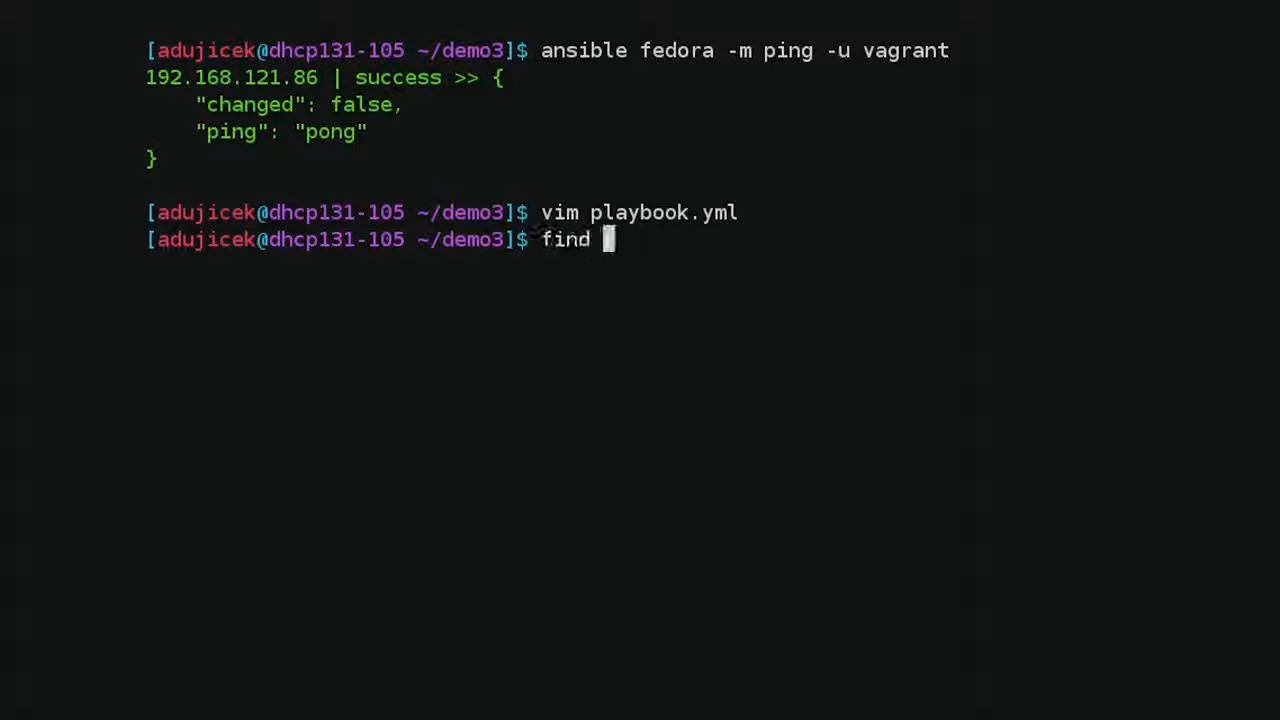 [adujicek@dhcp131-105 ~/demo3]$ ansible fedora -m ping -u vagrant
192.168.121.86 | success >> {
    "changed": false,
    "ping": "pong"
}
[adujicek@dhcp131-105 ~/demo3]$ vim playbook.yml
[adujicek@dhcp131-105 ~/demo3]$ find